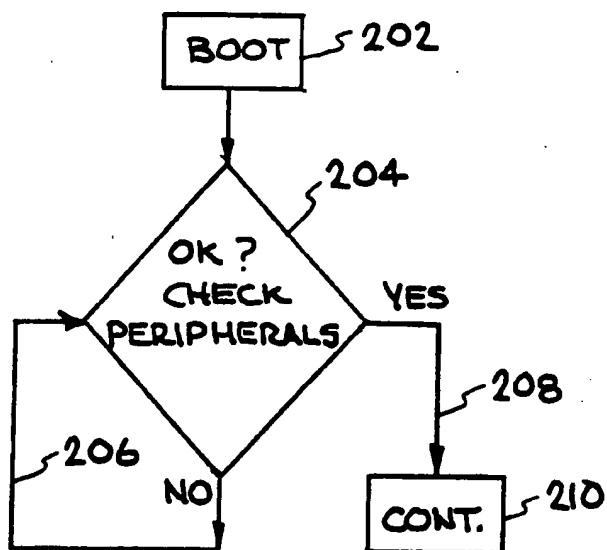 BOOT
202
204
OK?
CHECK
PERIPHERALS
YES
208
206
NO
CONT.
210